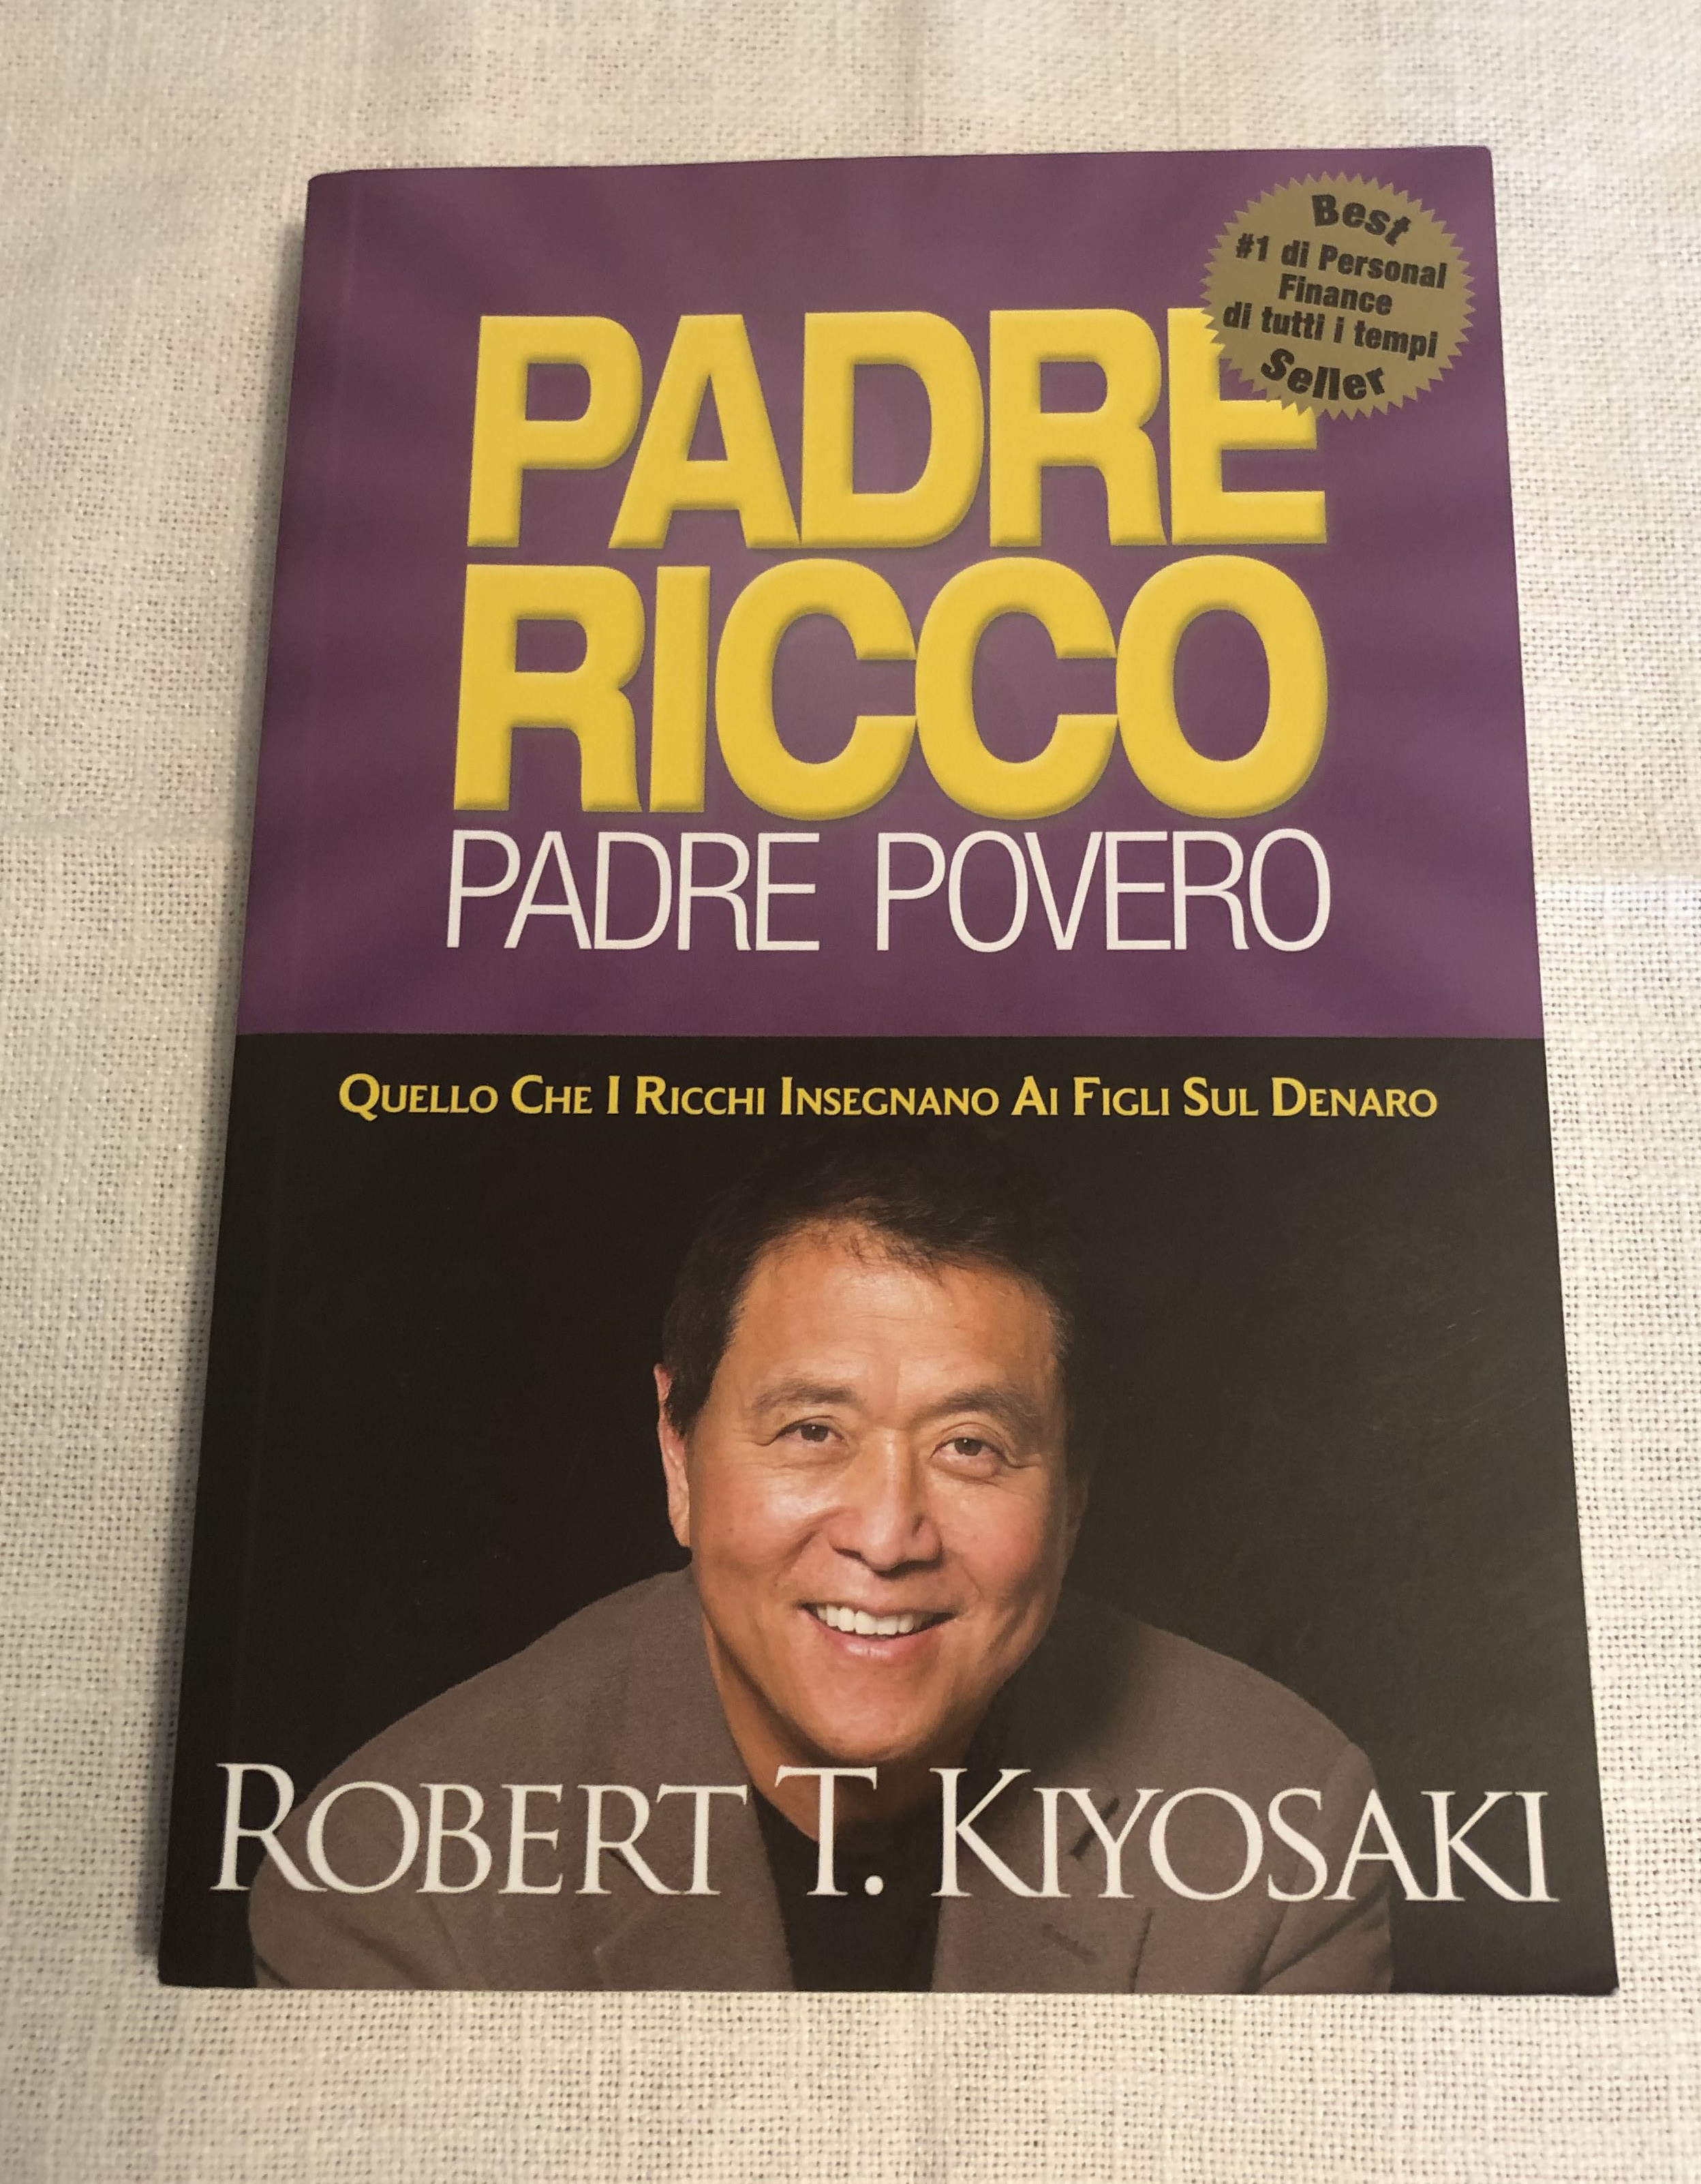 Best
#1 di Personal
Finance
di tutti i tempi
Seller
PADRE
RICCO
PADRE POVERO
QUELLO CHE I RICCHI INSEGNANO AI FIGLI SUL DENARO
ROBERT T. KIYOSAKI